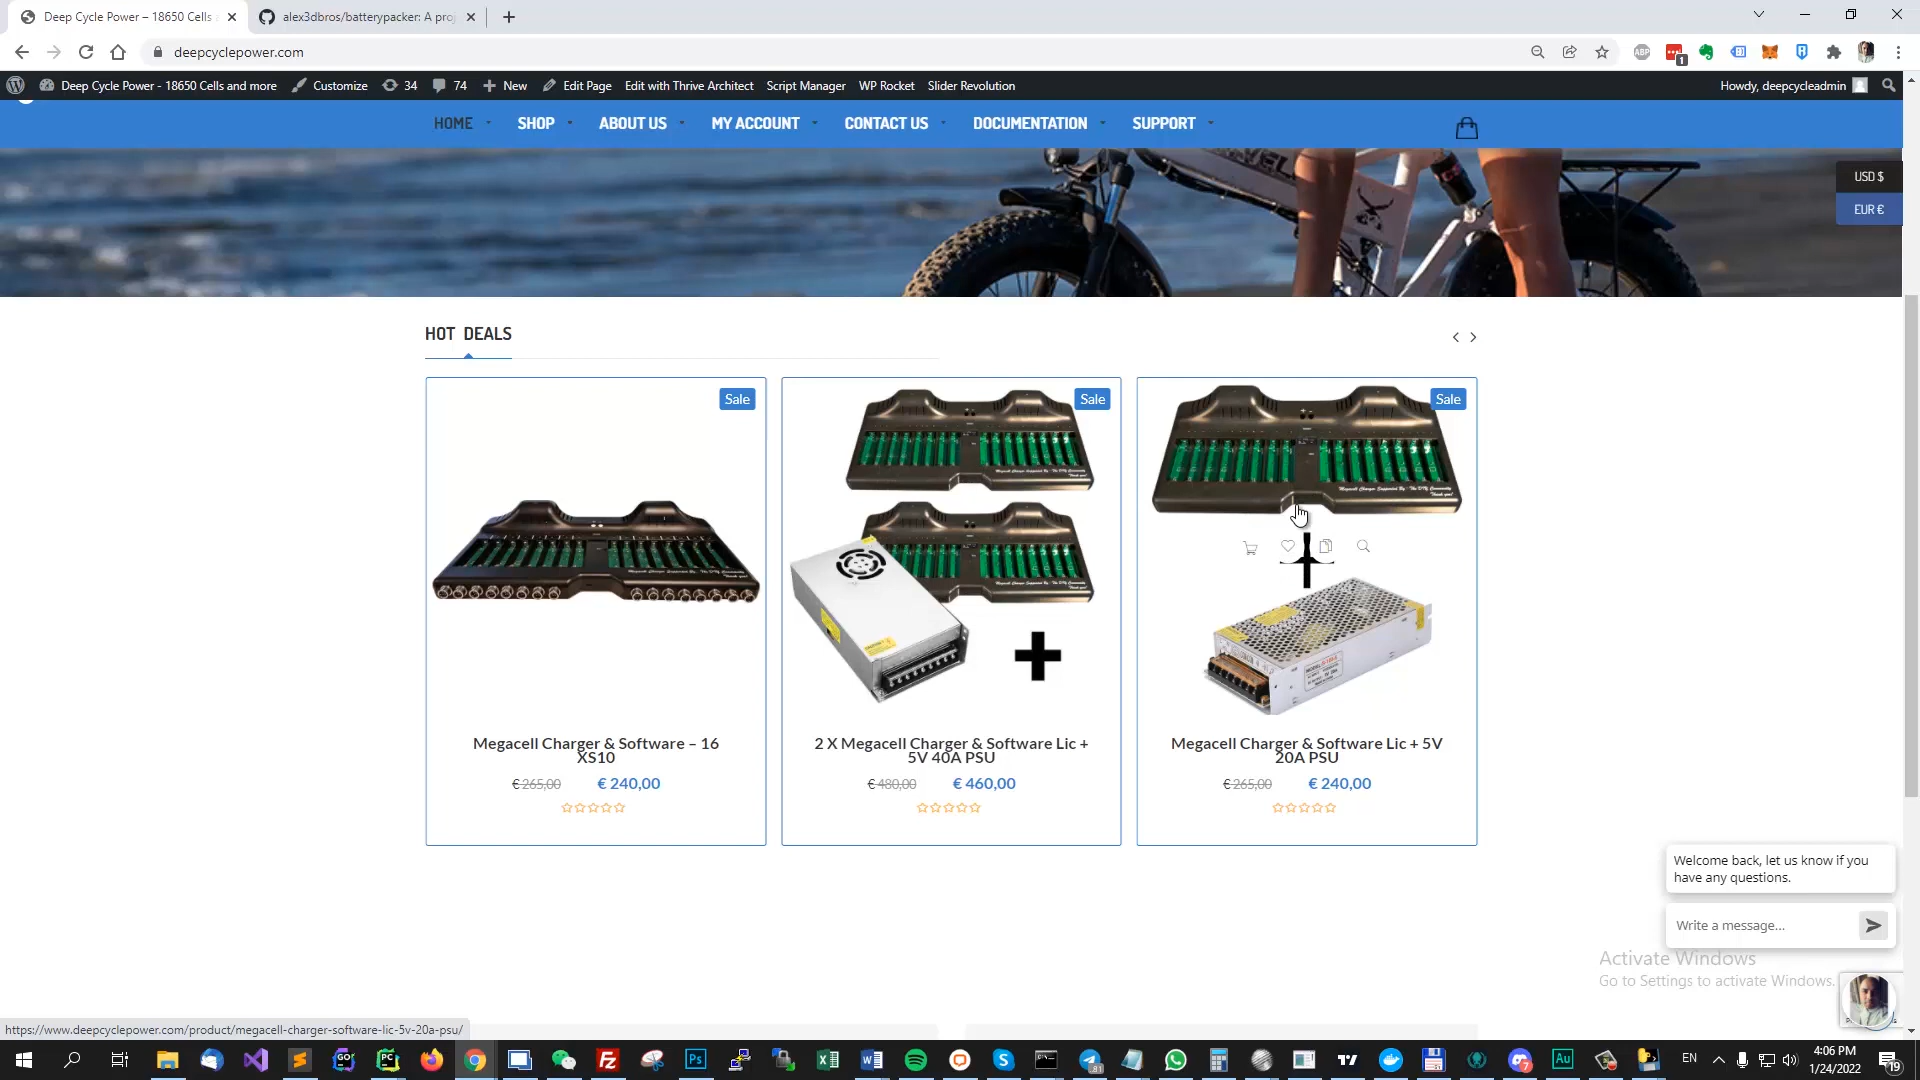 Deep Cycle Power – 18650 Cells a
alex3dbros/batterypacker: A proj
deepcyclepower.com
ABP
1
Deep Cycle Power - 18650 Cells and more
Customize
34
74
New
Edit Page
Edit with Thrive Architect
Script Manager
WP Rocket
Slider Revolution
Howdy, deepcycleadmin
HOME
SHOP
ABOUT US
MY ACCOUNT
CONTACT US
DOCUMENTATION
SUPPORT
USD $
EUR €
HOT DEALS
Sale
Sale
Sale
Megacell Charger & Software – 16
XS10
€ 265,00 € 240,00
2 X Megacell Charger & Software Lic +
5V 40A PSU
€ 480,00 € 460,00
Megacell Charger & Software Lic + 5V
20A PSU
€ 265,00 € 240,00
Welcome back, let us know if you
have any questions.
Write a message...
Activate Windows
Go to Settings to activate Windows.
https://www.deepcyclepower.com/product/megacell-charger-software-lic-5v-20a-psu/
EN
4:06 PM
1/24/2022
19